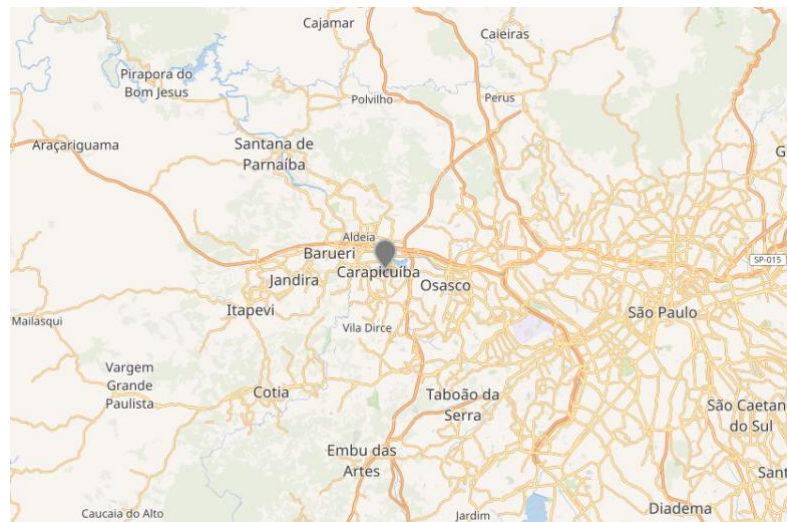 Cajamar
Caieiras
Pirapora do
Bom Jesus
Polvilho
Perus
Araçariguama
Santana de
Parnaíba
G
Aldeia
Barueri
SP-015
Carapicuíba
Jandira
Osasco
Itapevi
São Paulo
Mailasqui
Vila Dirce
Vargem
Grande
Paulista
Cotia
Taboão da
Serra
São Caetan
do Sul
Embu das
Artes
Sant
Caucaia do Alto
Jardim
Diadema